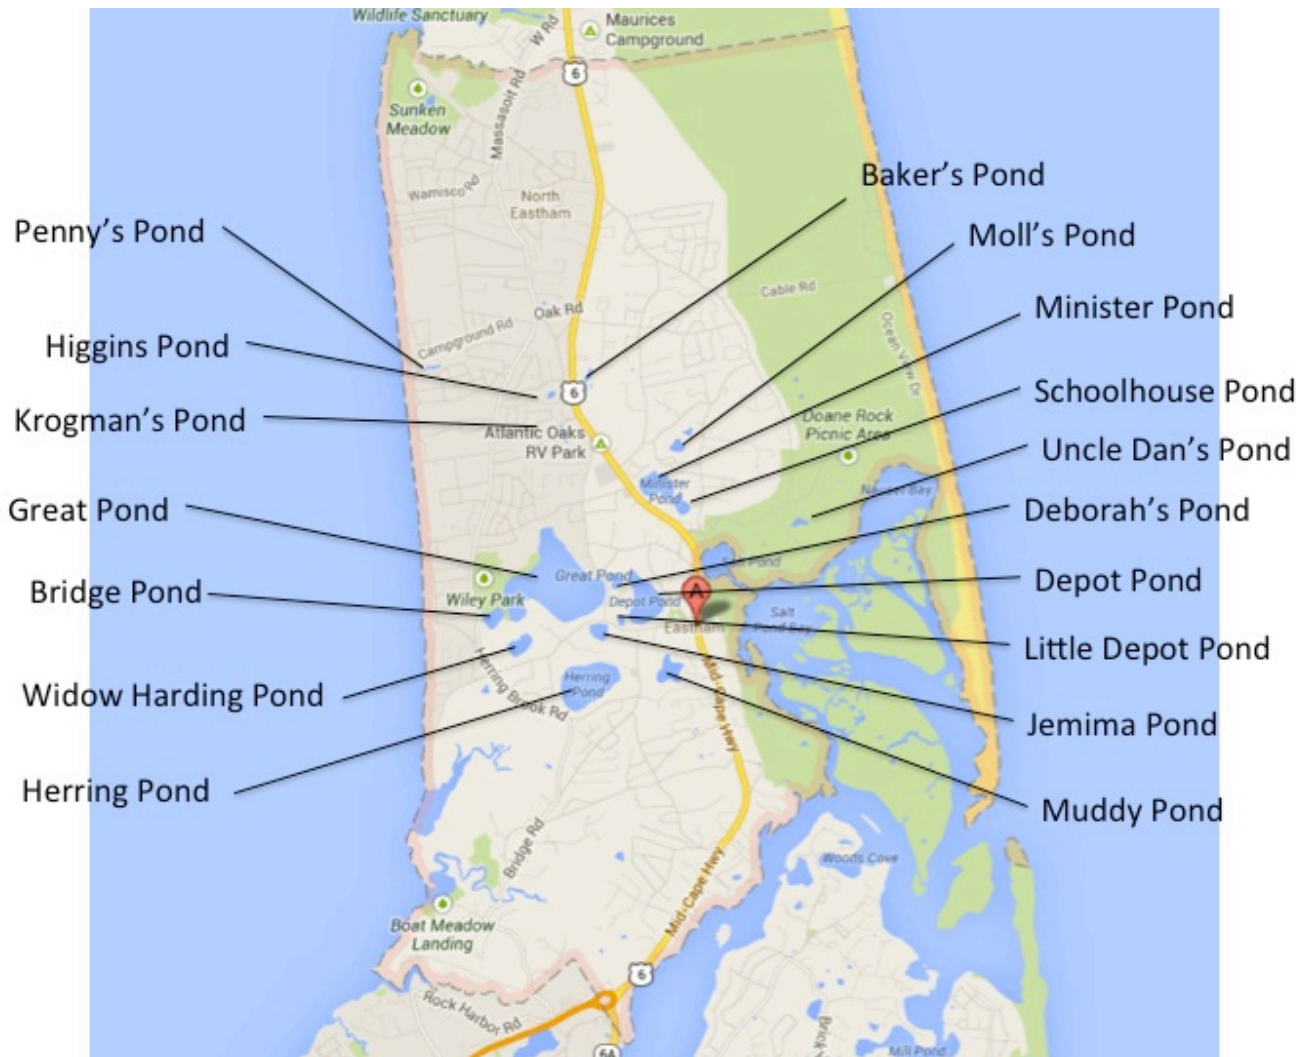 Wildlife Sanctuary
W Rd
Maurices
Campground
6
Sunken
Meadow
Massasoit Rd
Wamisco Rd
North
Eastham
Baker's Pond
Penny's Pond
Moll's Pond
Cable Rd
Minister Pond
Oak Rd
Campground Rd
Ocean View Dr
Higgins Pond
6
Schoolhouse Pond
Krogman's Pond
Atlantic Oaks
RV Park
Doane Rock
Picnic Area
Uncle Dan's Pond
Minister
Pond
Nauset Bay
Great Pond
Deborah's Pond
Salt Pond
Great Pond
Depot Pond
Bridge Pond
Wiley Park
A
Depot Pond
Eastham
Salt
Pond Bay
Little Depot Pond
Widow Harding Pond
Herring Brook Rd
Herring
Pond
Mid-Cape Hwy
Jemima Pond
Herring Pond
Muddy Pond
Bridge Rd
Mid-Cape Hwy
Woods Cove
Boat Meadow
Landing
6
Rock Harbor Rd
6A
Mill Pond